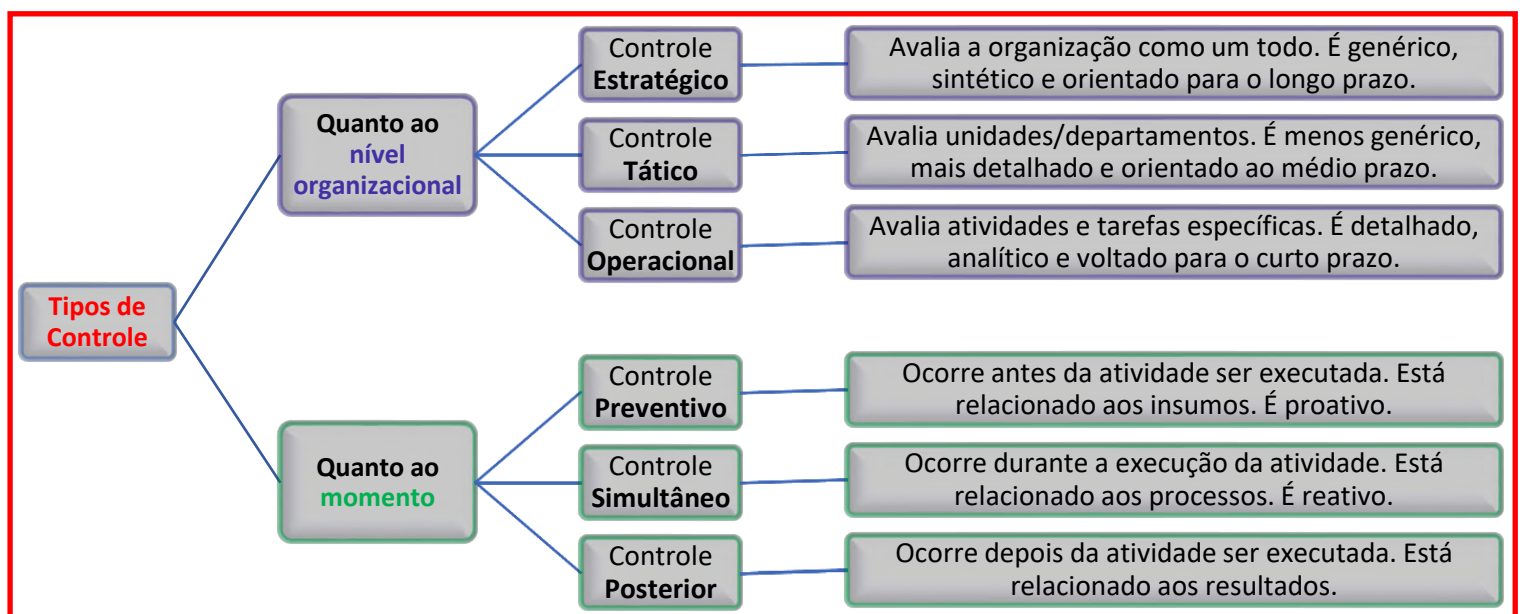 Tipos de
Controle
Quanto ao
nível
organizacional
Controle
Estratégico
Avalia a organização como um todo. É genérico,
sintético e orientado para o longo prazo.
Controle
Tático
Avalia unidades/departamentos. É menos genérico,
mais detalhado e orientado ao médio prazo.
Controle
Operacional
Avalia atividades e tarefas específicas. É detalhado,
analítico e voltado para o curto prazo.
Quanto ao
momento
Controle
Preventivo
Ocorre antes da atividade ser executada. Está
relacionado aos insumos. É proativo.
Controle
Simultâneo
Ocorre durante a execução da atividade. Está
relacionado aos processos. É reativo.
Controle
Posterior
Ocorre depois da atividade ser executada. Está
relacionado aos resultados.